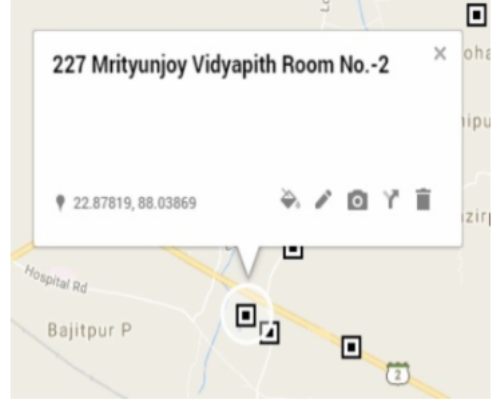 227 Mrityunjoy Vidyapith Room No.-2
22.87819, 88.03869
Hospital Rd
Bajitpur P
2